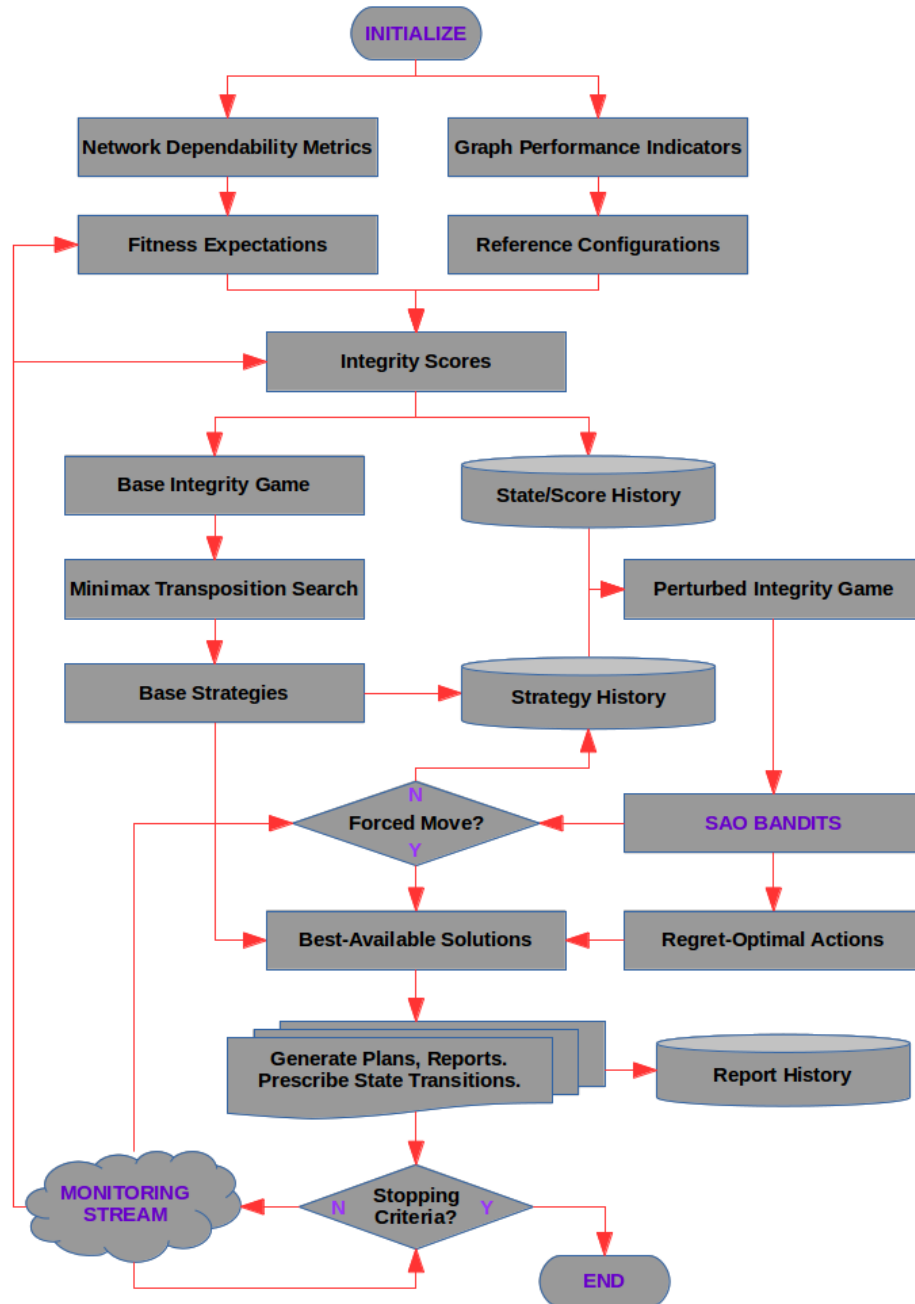 INITIALIZE
Network Dependability Metrics
Graph Performance Indicators
Fitness Expectations
Reference Configurations
Integrity Scores
Base Integrity Game
State/Score History
Minimax Transposition Search
Perturbed Integrity Game
Base Strategies
Strategy History
N
Forced Move?
Y
SAO BANDITS
Best-Available Solutions
Regret-Optimal Actions
Generate Plans, Reports.
Prescribe State Transitions.
Report History
MONITORING
STREAM
N
Stopping
Criteria?
Y
END